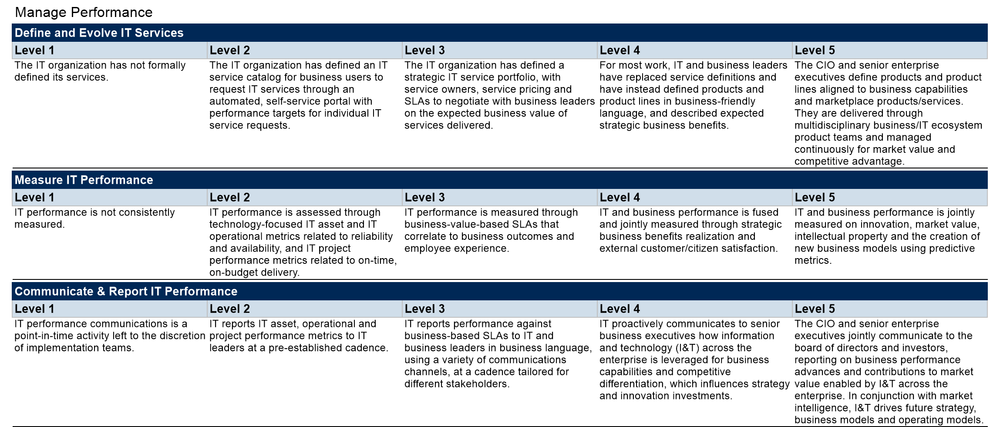 Manage Performance
Define and Evolve IT Services
Level 1
Level 2
Level 3
Level 4
Level 5
The IT organization has not formally
defined its services.
The IT organization has defined an IT
service catalog for business users to
request IT services through an
automated, self-service portal with
performance targets for individual IT
service requests.
The IT organization has defined a
strategic IT service portfolio, with
service owners, service pricing and
SLAs to negotiate with business leaders
on the expected business value of
services delivered.
For most work, IT and business leaders
have replaced service definitions and
have instead defined products and
product lines in business-friendly
language, and described expected
strategic business benefits.
The CIO and senior enterprise
executives define products and product
lines aligned to business capabilities
and marketplace products/services.
They are delivered through
multidisciplinary business/IT ecosystem
product teams and managed
continuously for market value and
competitive advantage.
Measure IT Performance
Level 1
Level 2
Level 3
Level 4
Level 5
IT performance is not consistently
measured.
IT performance is assessed through
technology-focused IT asset and IT
operational metrics related to reliability
and availability, and IT project
performance metrics related to on-time,
on-budget delivery.
IT performance is measured through
business-value-based SLAs that
correlate to business outcomes and
employee experience.
IT and business performance is fused
and jointly measured through strategic
business benefits realization and
external customer/citizen satisfaction.
IT and business performance is jointly
measured on innovation, market value,
intellectual property and the creation of
new business models using predictive
metrics.
Communicate & Report IT Performance
Level 1
Level 2
Level 3
Level 4
Level 5
IT performance communications is a
point-in-time activity left to the discretion
of implementation teams.
IT reports IT asset, operational and
project performance metrics to IT
leaders at a pre-established cadence.
IT reports performance against
business-based SLAs to IT and
business leaders in business language,
using a variety of communications
channels, at a cadence tailored for
different stakeholders.
IT proactively communicates to senior
business executives how information
and technology (I&T) across the
enterprise is leveraged for business
capabilities and competitive
differentiation, which influences strategy
and innovation investments.
The CIO and senior enterprise
executives jointly communicate to the
board of directors and investors,
reporting on business performance
advances and contributions to market
value enabled by I&T across the
enterprise. In conjunction with market
intelligence, I&T drives future strategy,
business models and operating models.